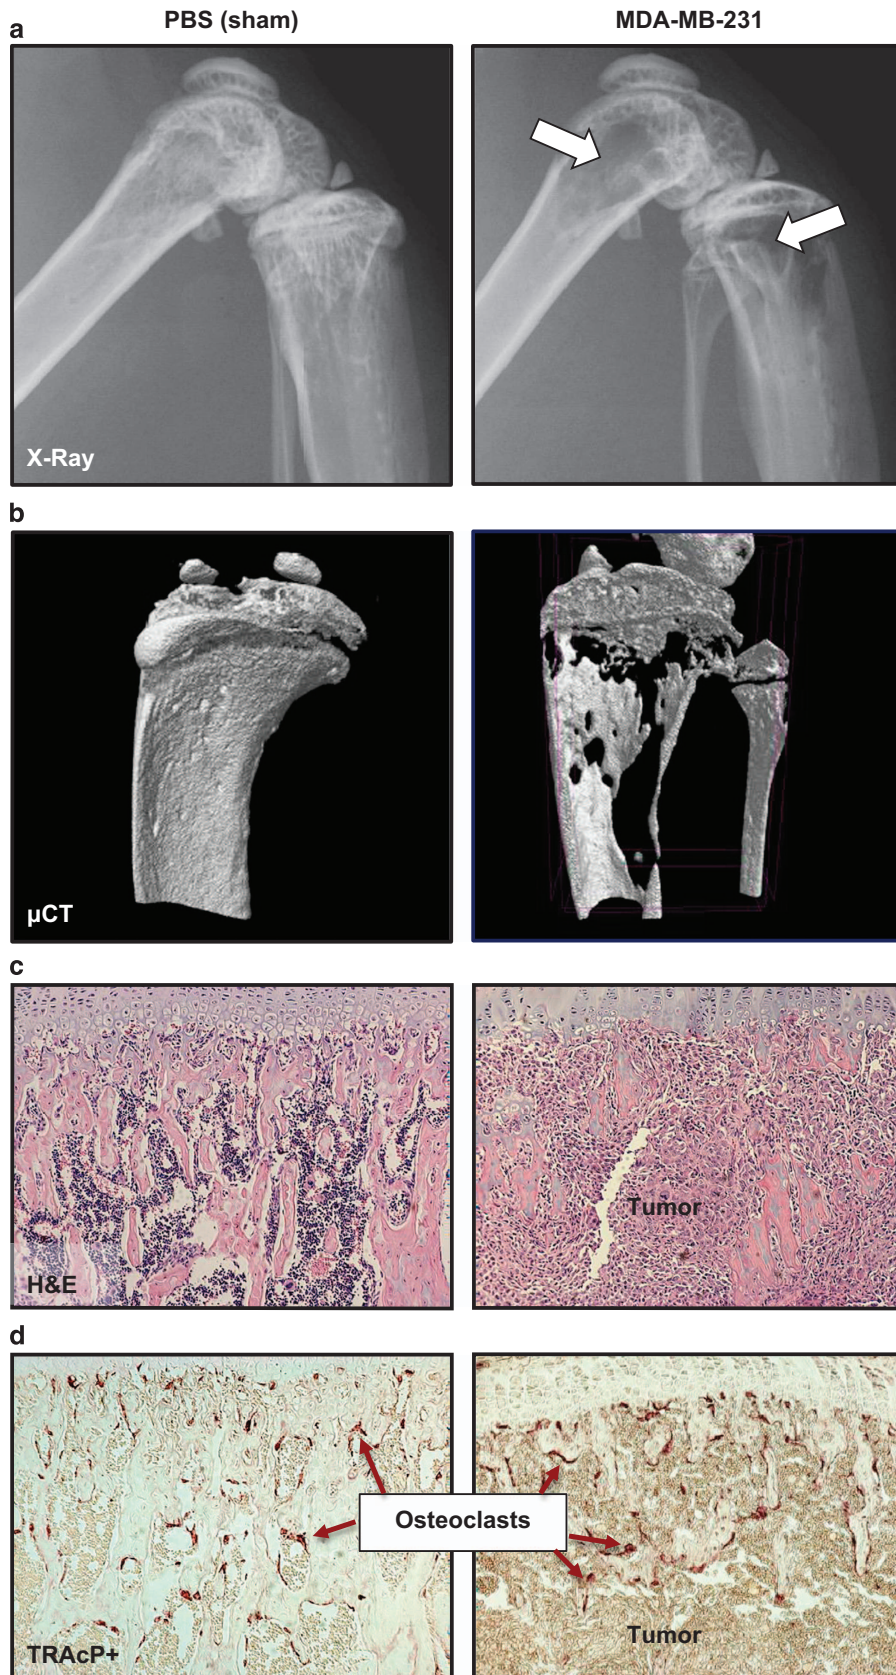 a
PBS (sham)
MDA-MB-231
X-Ray
b
µCT
c
H&E
Tumor
d
Osteoclasts
TRAcP+
Tumor